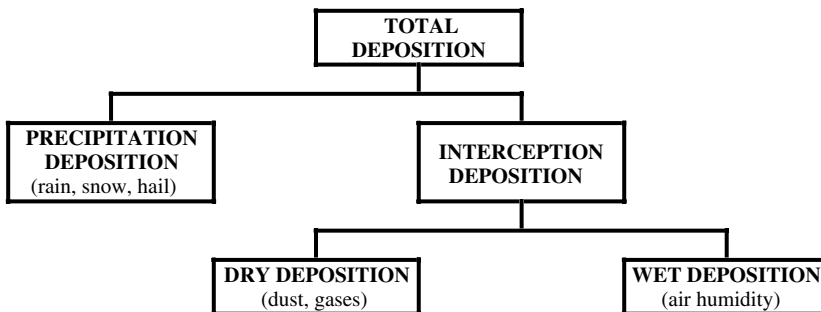 TOTAL
DEPOSITION
PRECIPITATION
DEPOSITION
(rain, snow, hail)
INTERCEPTION
DEPOSITION
DRY DEPOSITION
(dust, gases)
WET DEPOSITION
(air humidity)